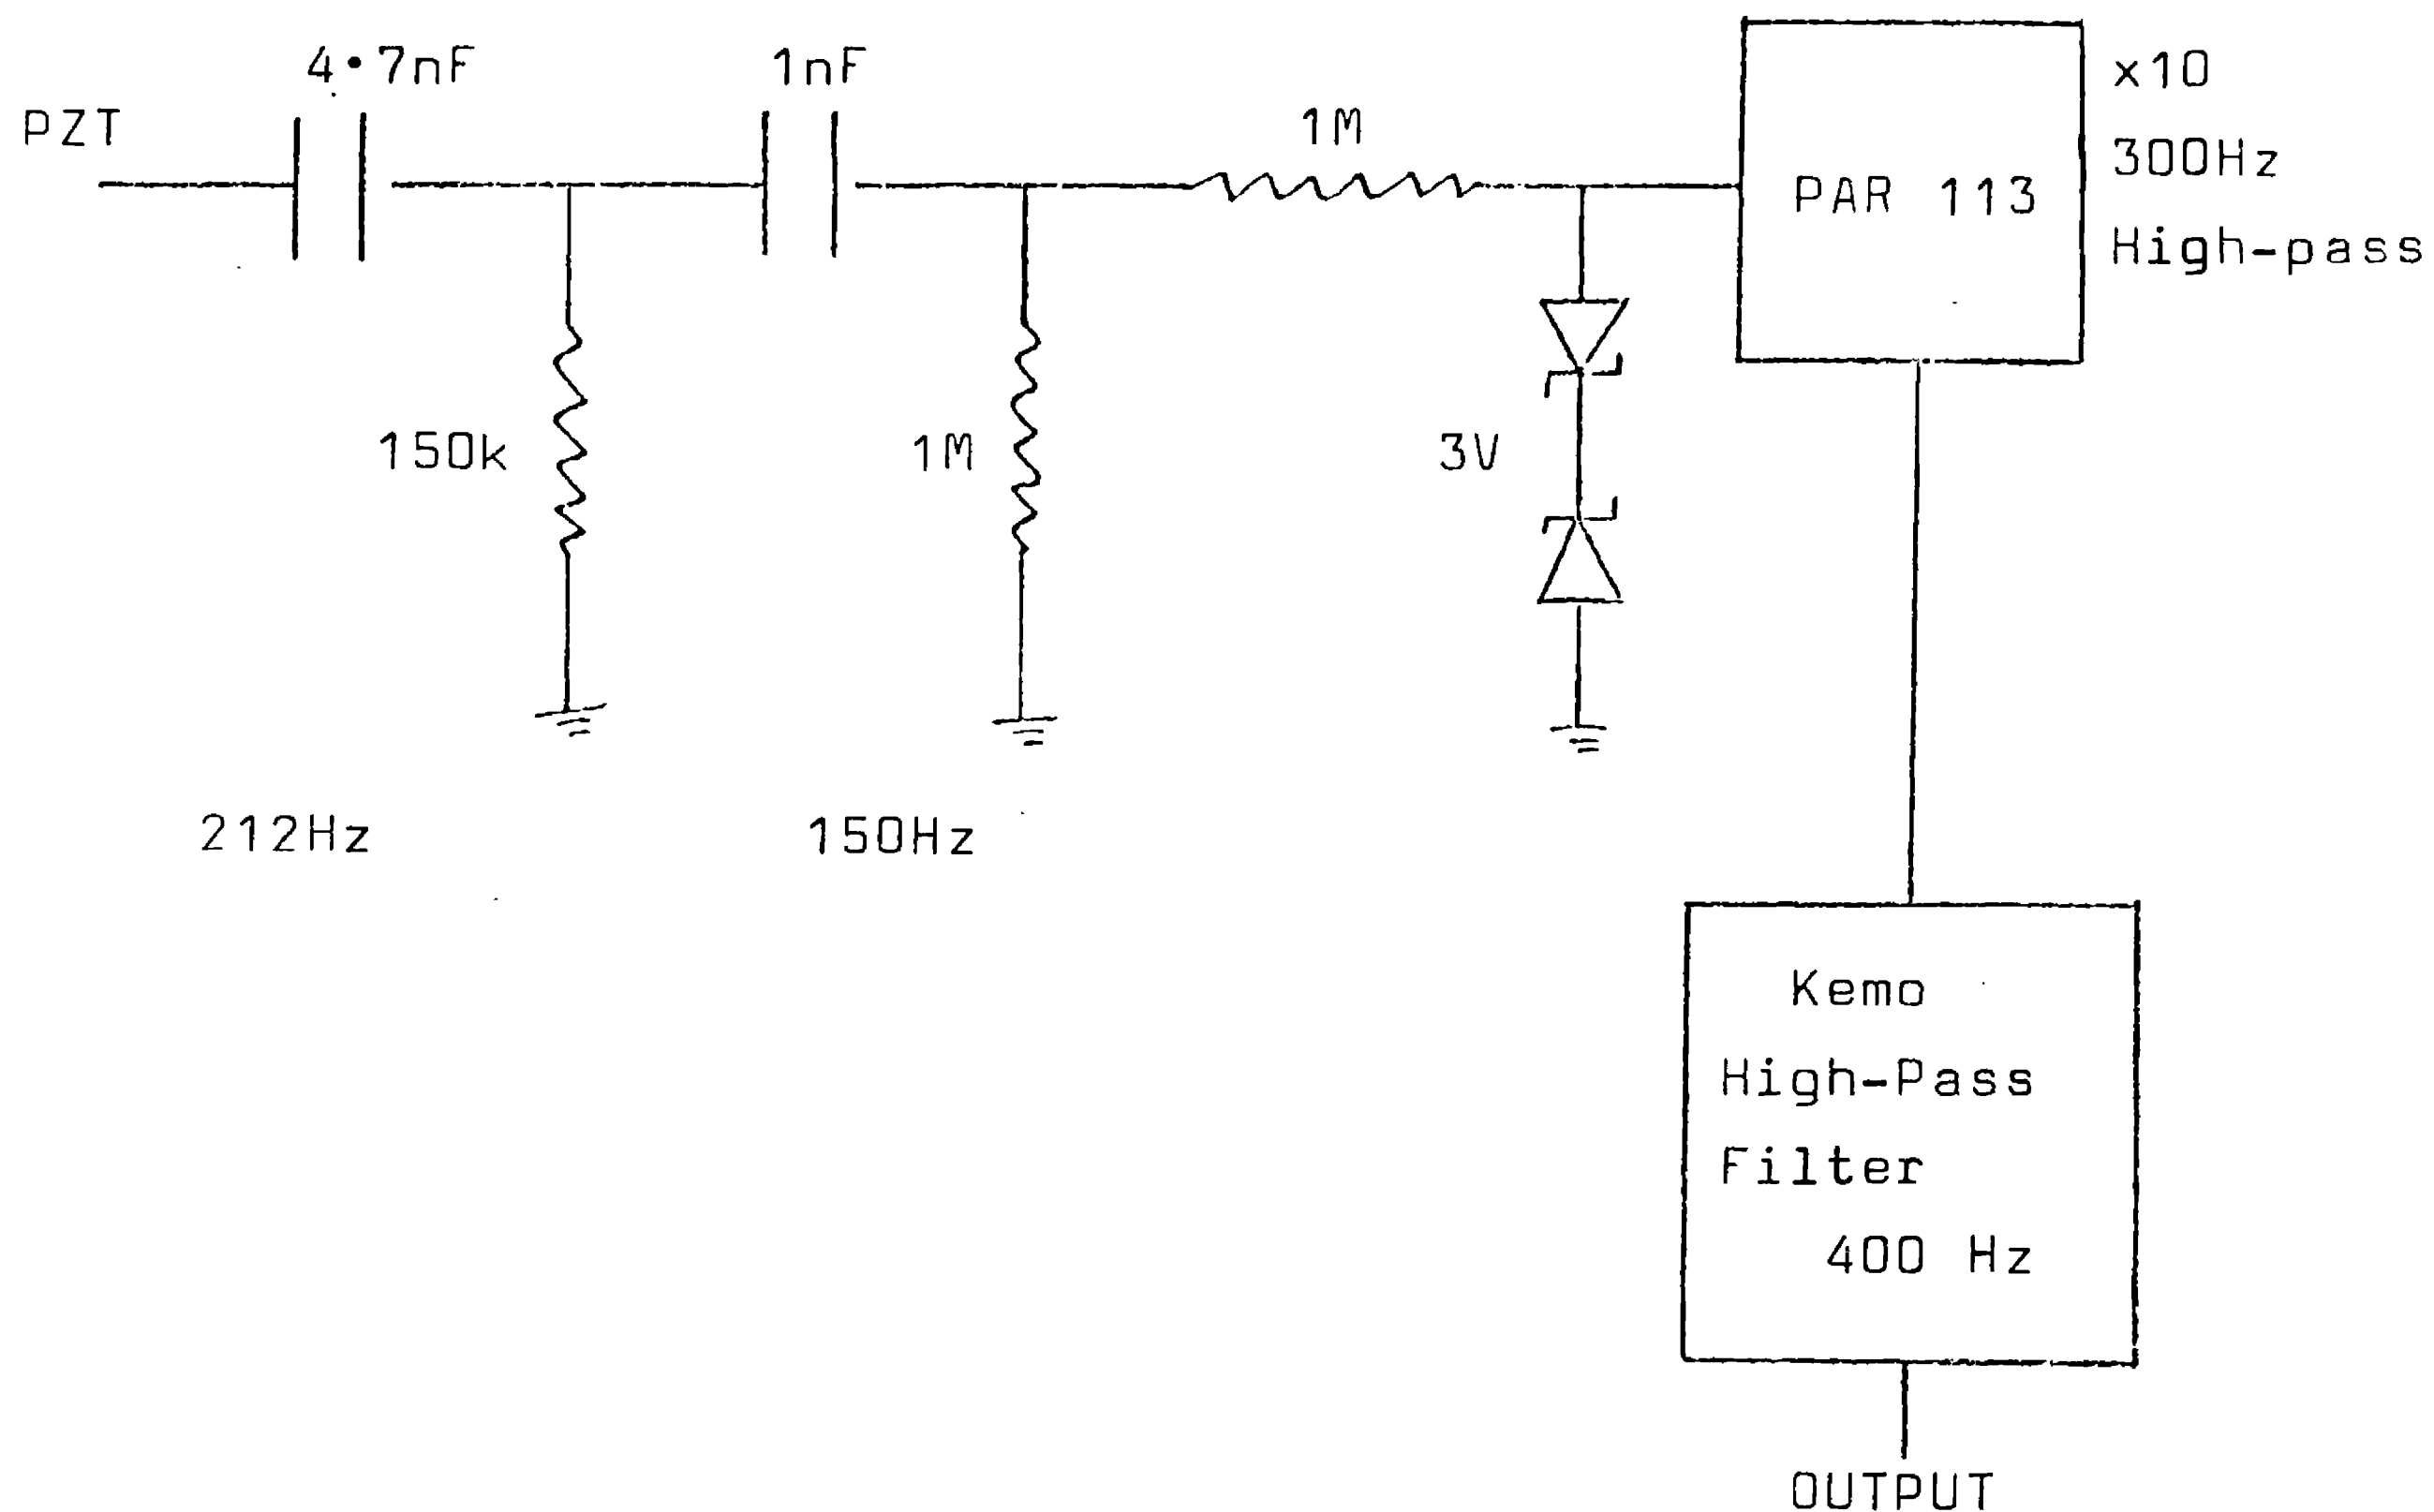 4.7nF
1nF
PZT
1M
x10
300Hz
High-pass
PAR 113
150k
1M
3V
212Hz
150Hz
Kemo
High-Pass
Filter
400 Hz
OUTPUT